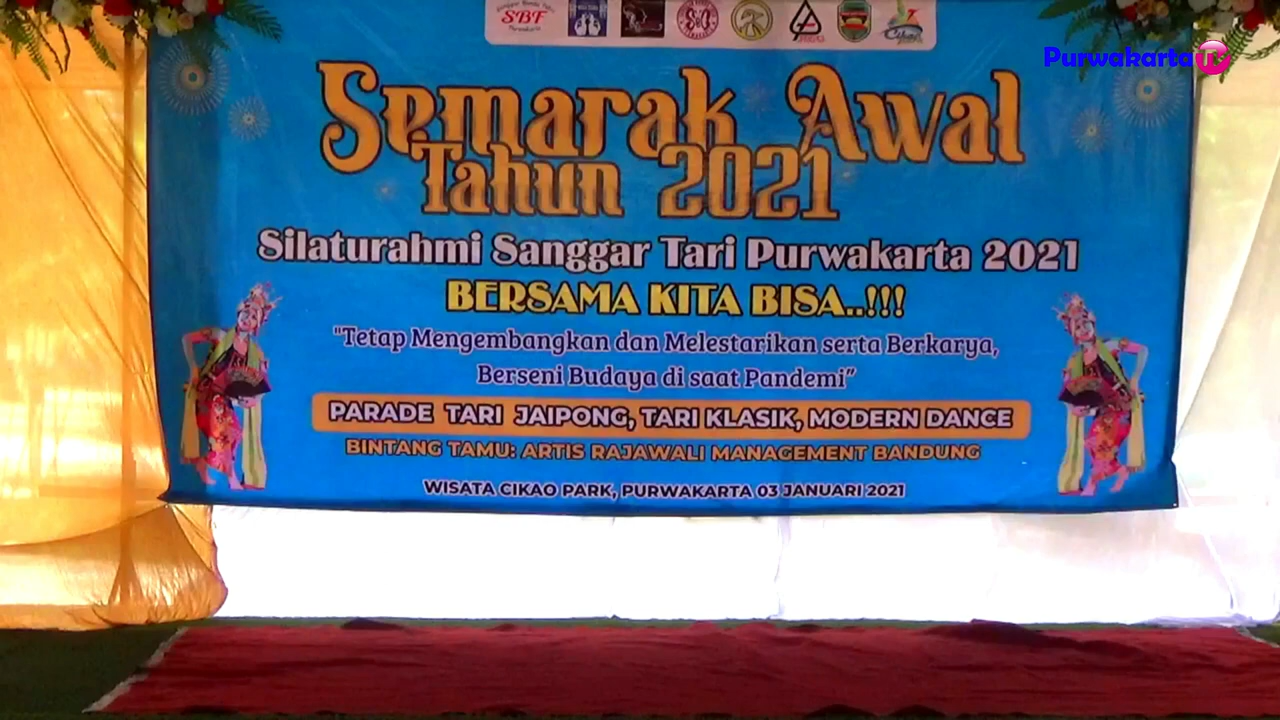 SBF
Purwakarta
PurwakartaTV
Semarak Awal
Tahun 2021
Silaturahmi Sanggar Tari Purwakarta 2021
BERSAMA KITA BISA..!!!
"Tetap Mengembangkan dan Melestarikan serta Berkarya,
Berseni Budaya di saat Pandemi"
PARADE TARI JAIPONG, TARI KLASIK, MODERN DANCE
BINTANG TAMU: ARTIS RAJAWALI MANAGEMENT BANDUNG
WISATA CIKAO PARK, PURWAKARTA 03 JANUARI 2021